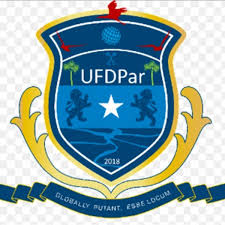 UFDPar
2018
GLOBALLY PUTANT, ESSE LOCUM